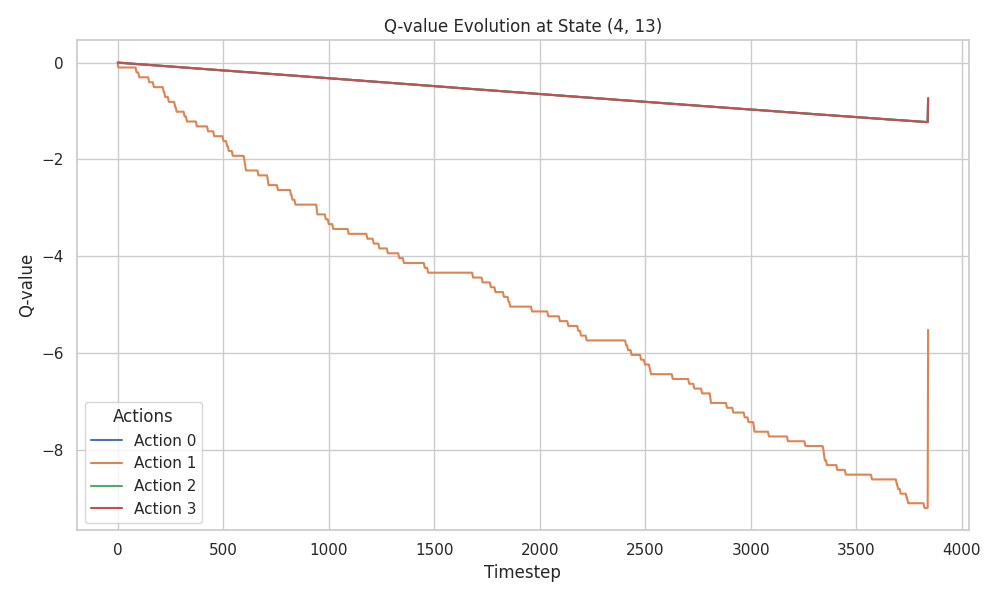 Q-value Evolution at State (4, 13)
Q-value
0
−2
−4
−6
−8
Actions
Action 0
Action 1
Action 2
Action 3
0 500 1000 1500 2000 2500 3000 3500 4000
Timestep